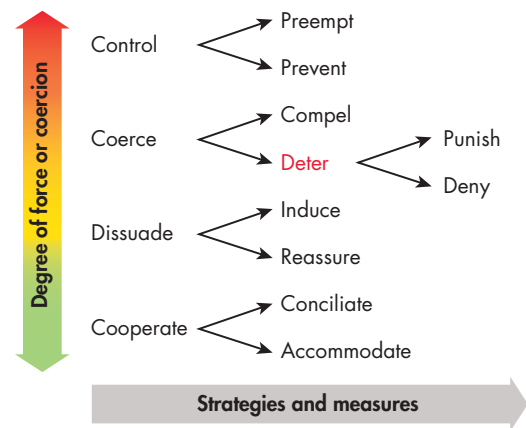 Degree of force or coercion
Control
Preempt
Prevent
Coerce
Compel
Deter
Punish
Deny
Dissuade
Induce
Reassure
Cooperate
Conciliate
Accommodate
Strategies and measures